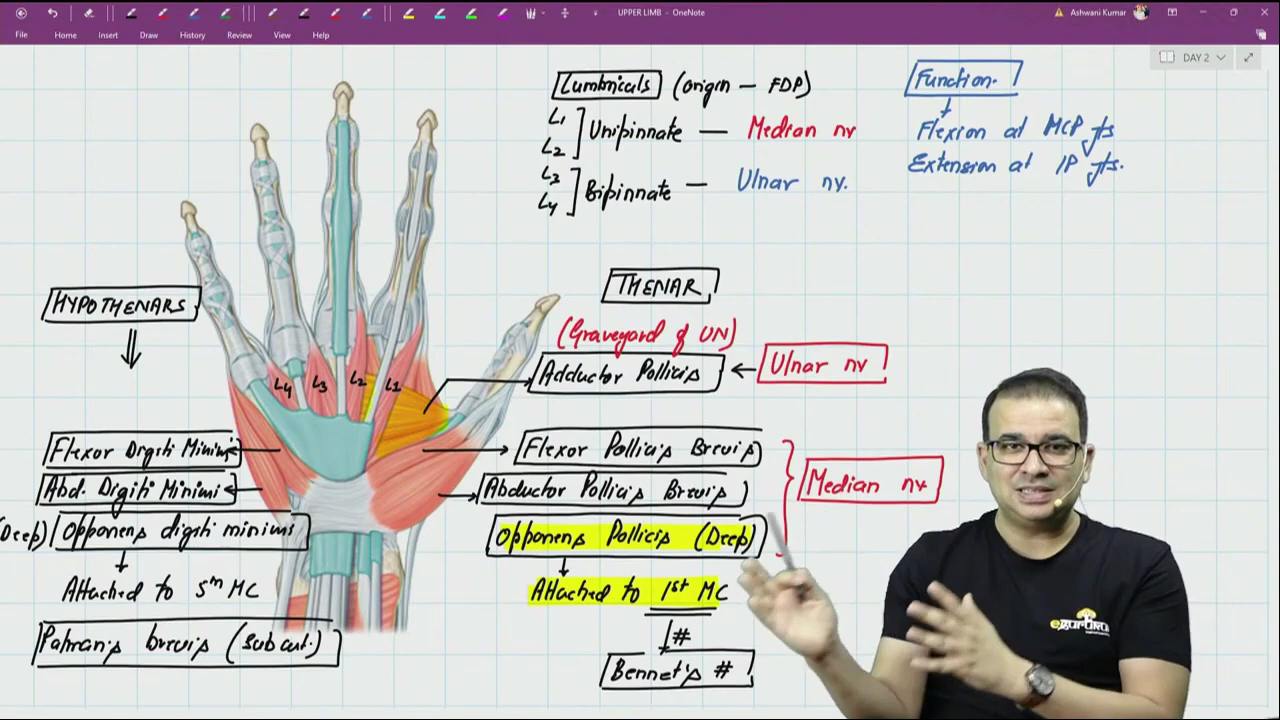 UPPER LIMB - OneNote
Ashwani Kumar
File Home Insert Draw History Review View Help
DAY 2
Lumbricals (origin — FDP)
L1
L2
Unipinnate — Median nv
L3
L4
Bipinnate — Ulnar nv.
Function.
Flexion at MCP jts
Extension at IP jts.
HYPOTHENARS
L4 L3 L2 L1
Flexor Digiti Minimi
Abd. Digiti Minimi
(Deep) Opponens digiti minimi
Attached to 5th MC
Palmaris brevis (subcut.)
THENAR
(Graveyard of UN)
Adductor Pollicis
Ulnar nv
Flexor Pollicis Brevis
Abductor Pollicis Brevis
Opponens Pollicis (Deep)
Median nv
Attached to 1st MC
#
Bennet's #
egurukul